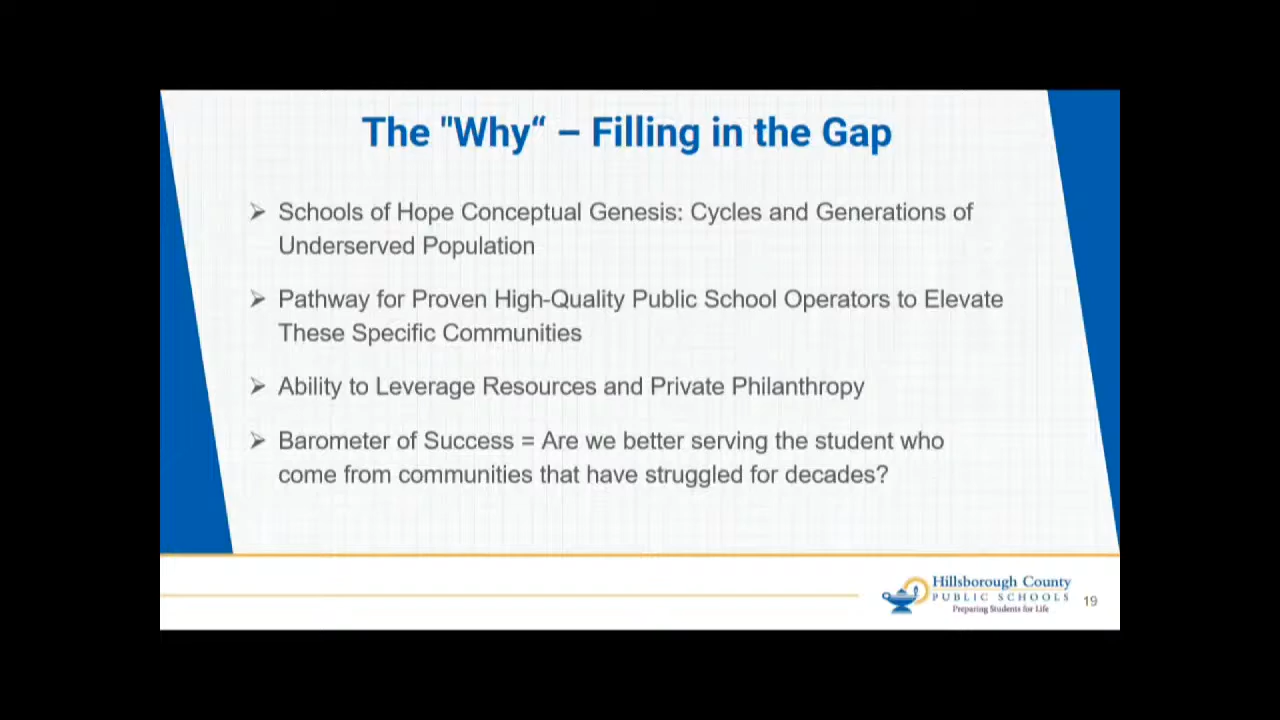 The "Why“ – Filling in the Gap
Schools of Hope Conceptual Genesis: Cycles and Generations of
Underserved Population
Pathway for Proven High-Quality Public School Operators to Elevate
These Specific Communities
Ability to Leverage Resources and Private Philanthropy
Barometer of Success = Are we better serving the student who
come from communities that have struggled for decades?
Hillsborough County
PUBLIC SCHOOLS
Preparing Students for Life
19